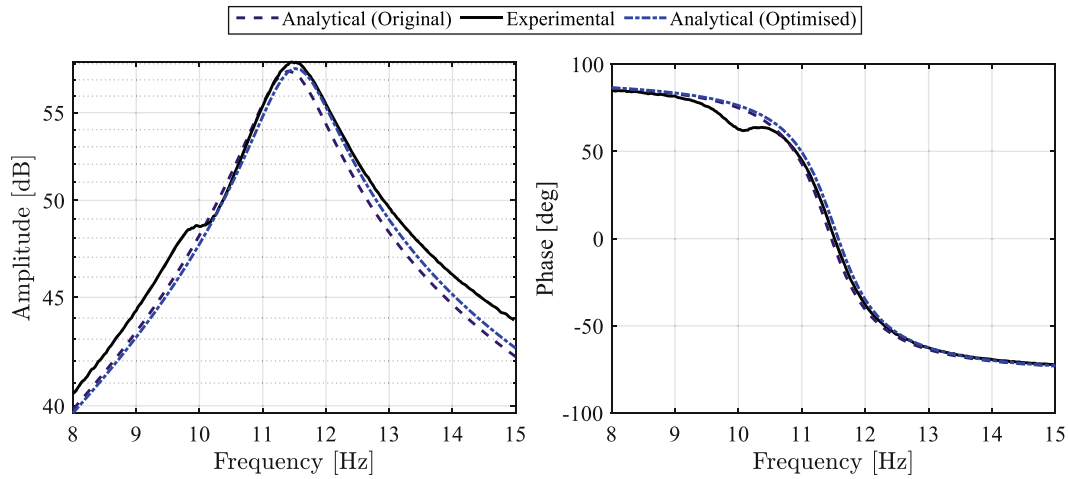 Analytical (Original) Experimental Analytical (Optimised)
55
50
45
40
Amplitude [dB]
8 9 10 11 12 13 14 15
Frequency [Hz]
100
50
0
-50
-100
Phase [deg]
8 9 10 11 12 13 14 15
Frequency [Hz]